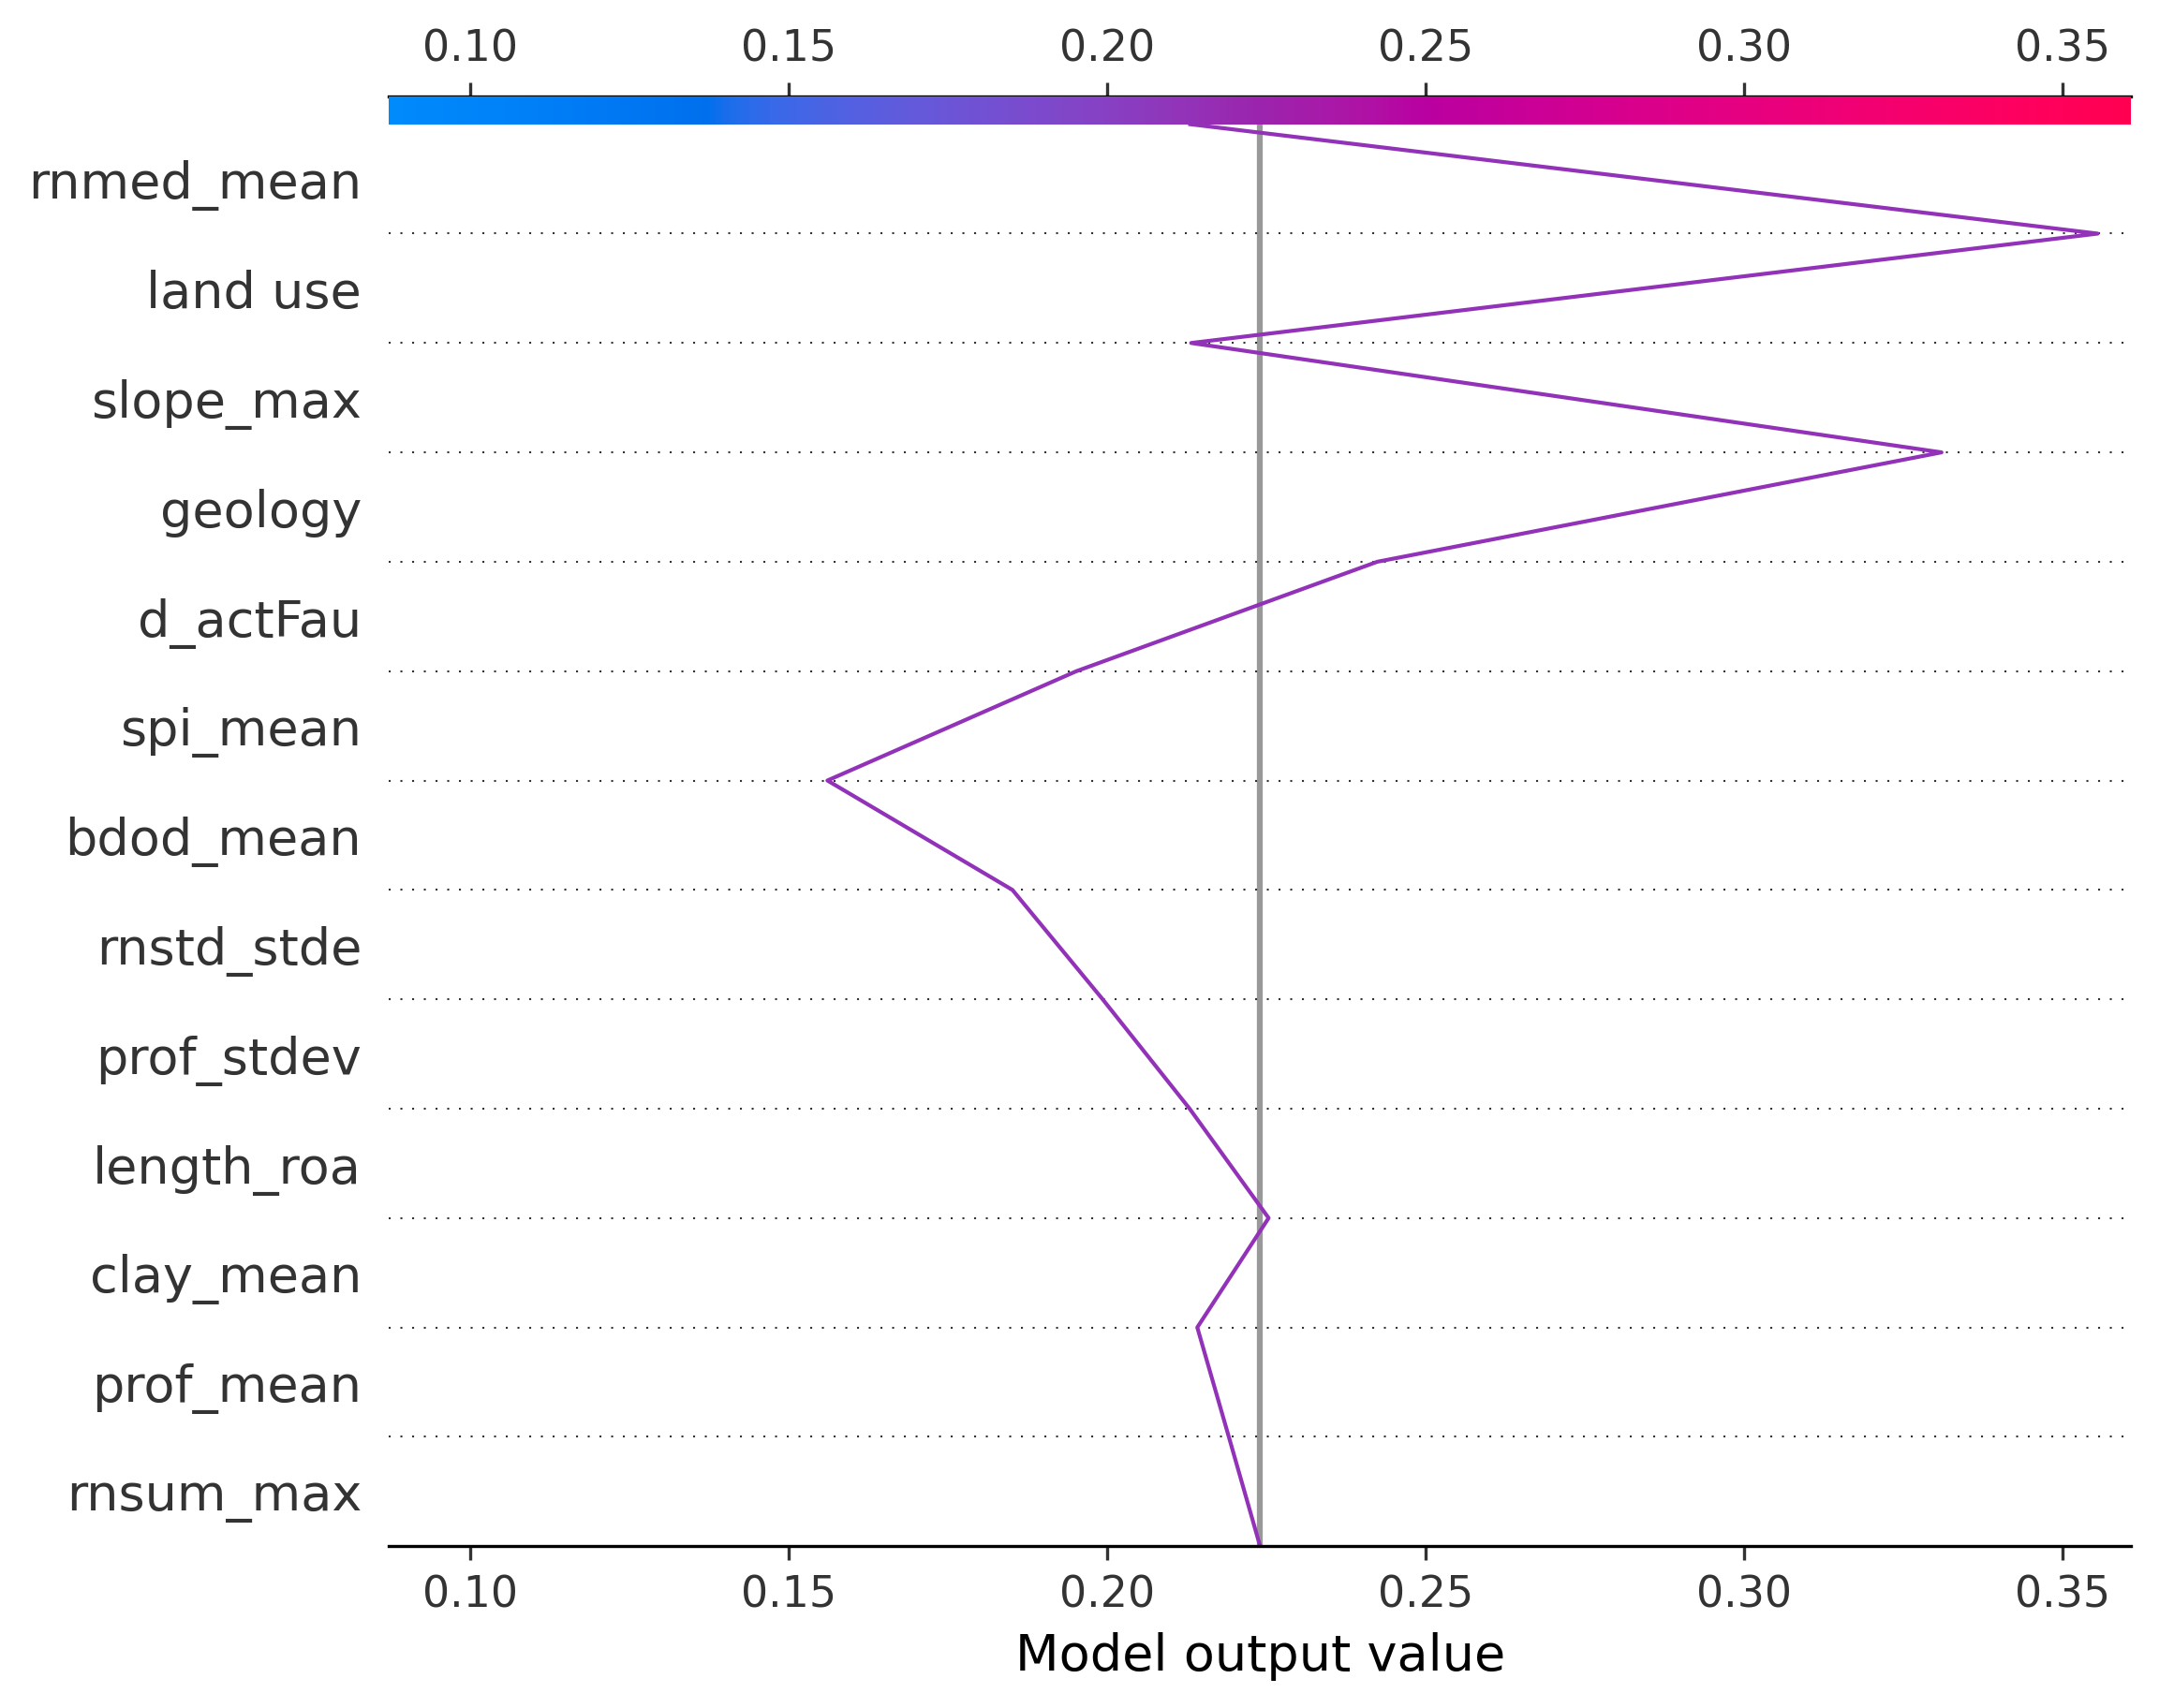 0.10 0.15 0.20 0.25 0.30 0.35
rnmed_mean
land use
slope_max
geology
d_actFau
spi_mean
bdod_mean
rnstd_stde
prof_stdev
length_roa
clay_mean
prof_mean
rnsum_max
0.10 0.15 0.20 0.25 0.30 0.35
Model output value